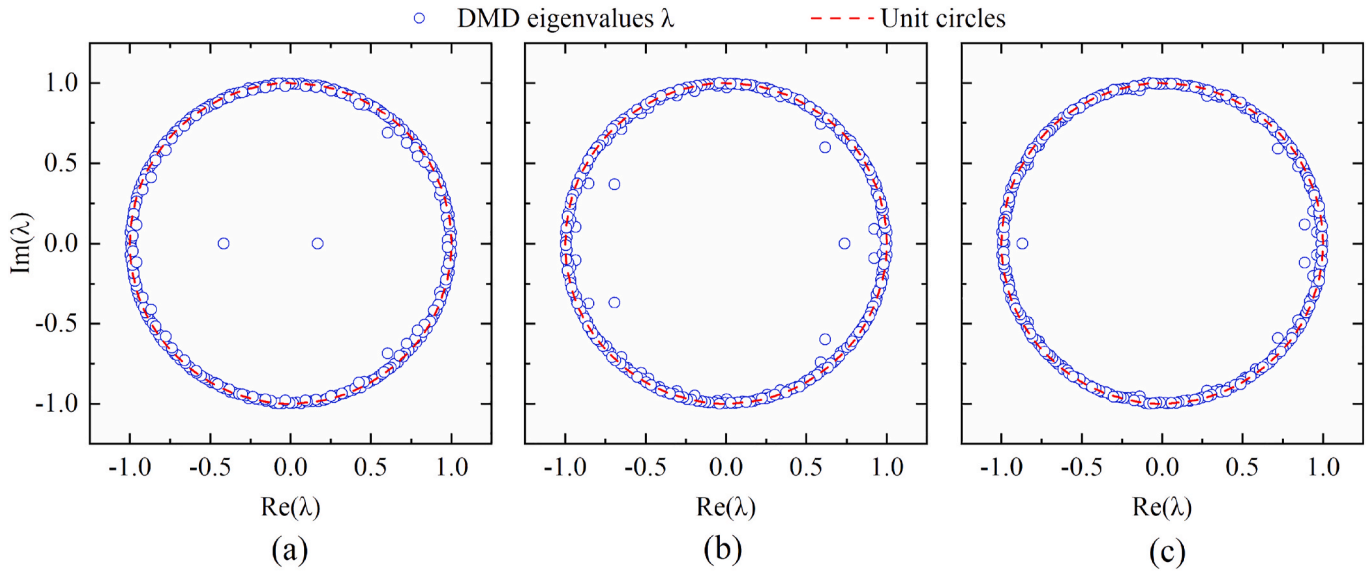 DMD eigenvalues λ
Unit circles
Im(λ)
1.0
0.5
0.0
-0.5
-1.0
-1.0 -0.5 0.0 0.5 1.0
-1.0 -0.5 0.0 0.5 1.0
-1.0 -0.5 0.0 0.5 1.0
Re(λ)
Re(λ)
Re(λ)
(a)
(b)
(c)